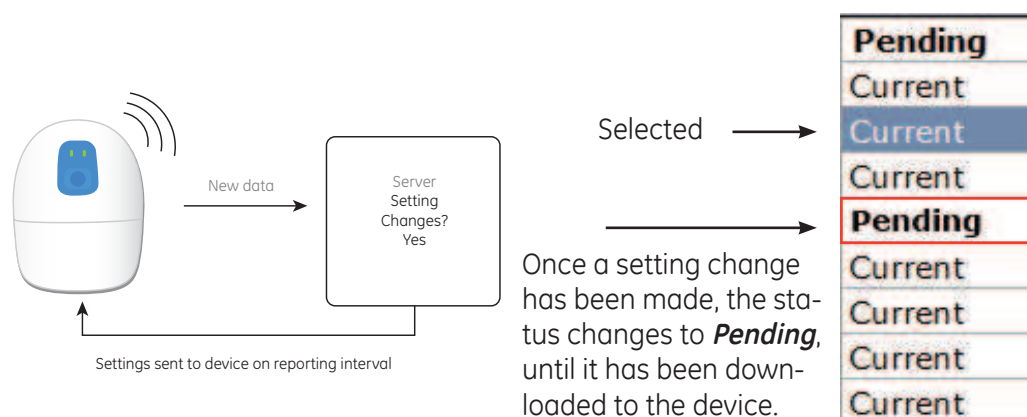 New data
Server
Setting
Changes?
Yes
Settings sent to device on reporting interval
Selected
Once a setting change
has been made, the sta-
tus changes to Pending,
until it has been down-
loaded to the device.
Pending
Current
Current
Current
Pending
Current
Current
Current
Current